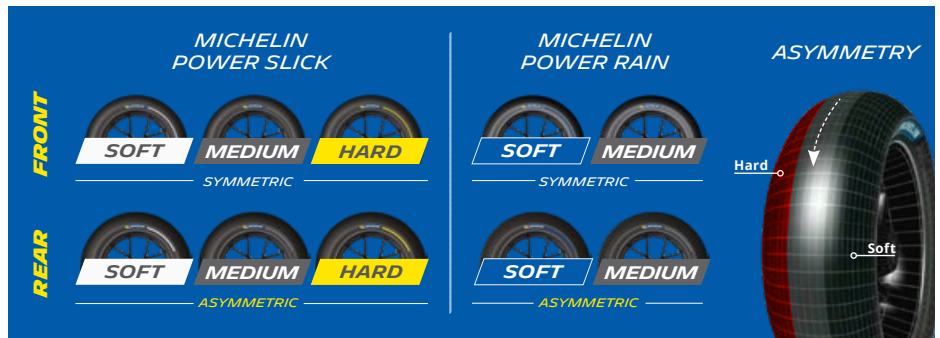 MICHELIN
POWER SLICK
MICHELIN
POWER RAIN
ASYMMETRY
FRONT
SOFT
MEDIUM
HARD
SYMMETRIC
SOFT
MEDIUM
SYMMETRIC
REAR
SOFT
MEDIUM
HARD
ASYMMETRIC
SOFT
MEDIUM
ASYMMETRIC
Hard
Soft